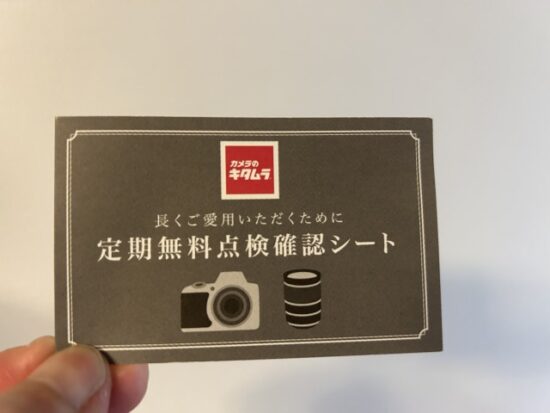 カメラの
キタムラ
長くご愛用いただくために
定期無料点検確認シート